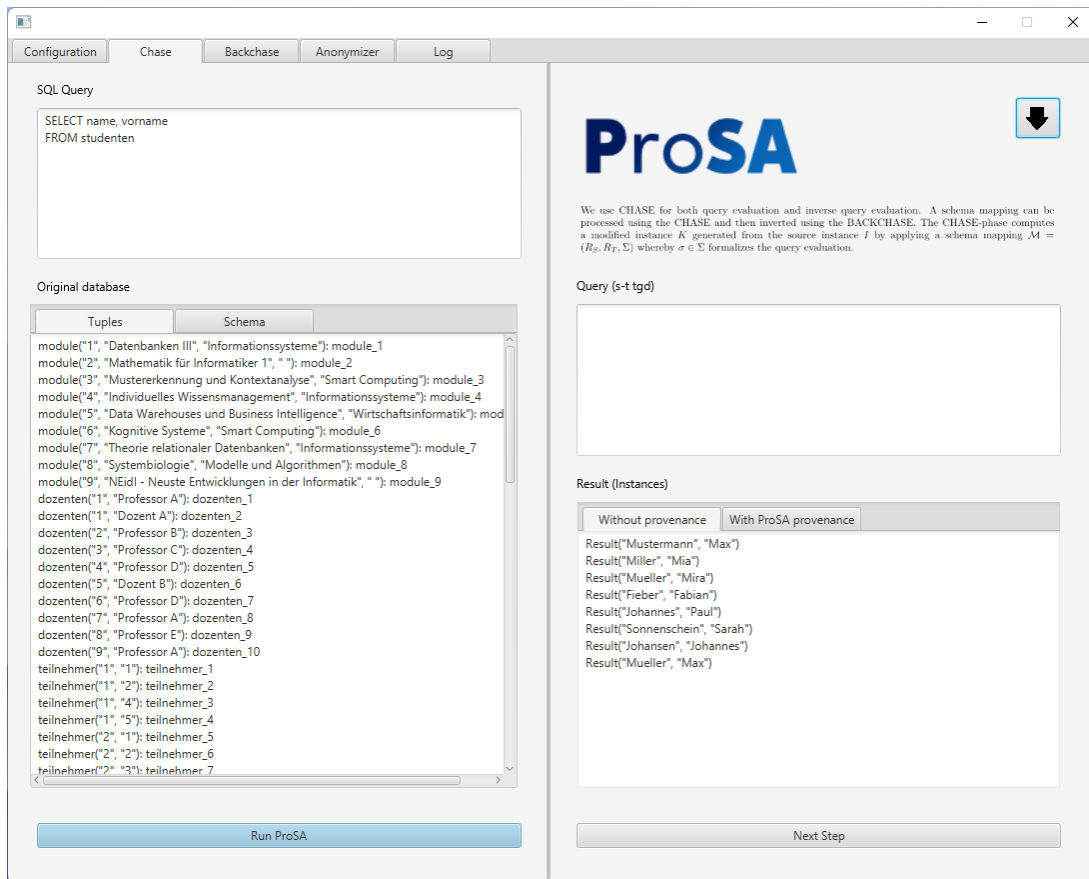 Configuration
Chase
Backchase
Anonymizer
Log
SQL Query
SELECT name, vorname
FROM studenten
Original database
Tuples
Schema
module("1", "Datenbanken III", "Informationssysteme"): module_1
module("2", "Mathematik für Informatiker 1", " "): module_2
module("3", "Mustererkennung und Kontextanalyse", "Smart Computing"): module_3
module("4", "Individuelles Wissensmanagement", "Informationssysteme"): module_4
module("5", "Data Warehouses und Business Intelligence", "Wirtschaftsinformatik"): mod
module("6", "Kognitive Systeme", "Smart Computing"): module_6
module("7", "Theorie relationaler Datenbanken", "Informationssysteme"): module_7
module("8", "Systembiologie", "Modelle und Algorithmen"): module_8
module("9", "NEidI - Neuste Entwicklungen in der Informatik", " "): module_9
dozenten("1", "Professor A"): dozenten_1
dozenten("1", "Dozent A"): dozenten_2
dozenten("2", "Professor B"): dozenten_3
dozenten("3", "Professor C"): dozenten_4
dozenten("4", "Professor D"): dozenten_5
dozenten("5", "Dozent B"): dozenten_6
dozenten("6", "Professor D"): dozenten_7
dozenten("7", "Professor A"): dozenten_8
dozenten("8", "Professor E"): dozenten_9
dozenten("9", "Professor A"): dozenten_10
teilnehmer("1", "1"): teilnehmer_1
teilnehmer("1", "2"): teilnehmer_2
teilnehmer("1", "4"): teilnehmer_3
teilnehmer("1", "5"): teilnehmer_4
teilnehmer("2", "1"): teilnehmer_5
teilnehmer("2", "2"): teilnehmer_6
teilnehmer("2", "3"): teilnehmer_7
Run ProSA
ProSA
We use CHASE for both query evaluation and inverse query evaluation. A schema mapping can be
processed using the CHASE and then inverted using the BACKCHASE. The CHASE-phase computes
a modified instance K generated from the source instance I by applying a schema mapping ℳ =
(R_S, R_T, Σ) whereby σ ∈ Σ formalizes the query evaluation.
Query (s-t tgd)
Result (Instances)
Without provenance
With ProSA provenance
Result("Mustermann", "Max")
Result("Miller", "Mia")
Result("Mueller", "Mira")
Result("Fieber", "Fabian")
Result("Johannes", "Paul")
Result("Sonnenschein", "Sarah")
Result("Johansen", "Johannes")
Result("Mueller", "Max")
Next Step